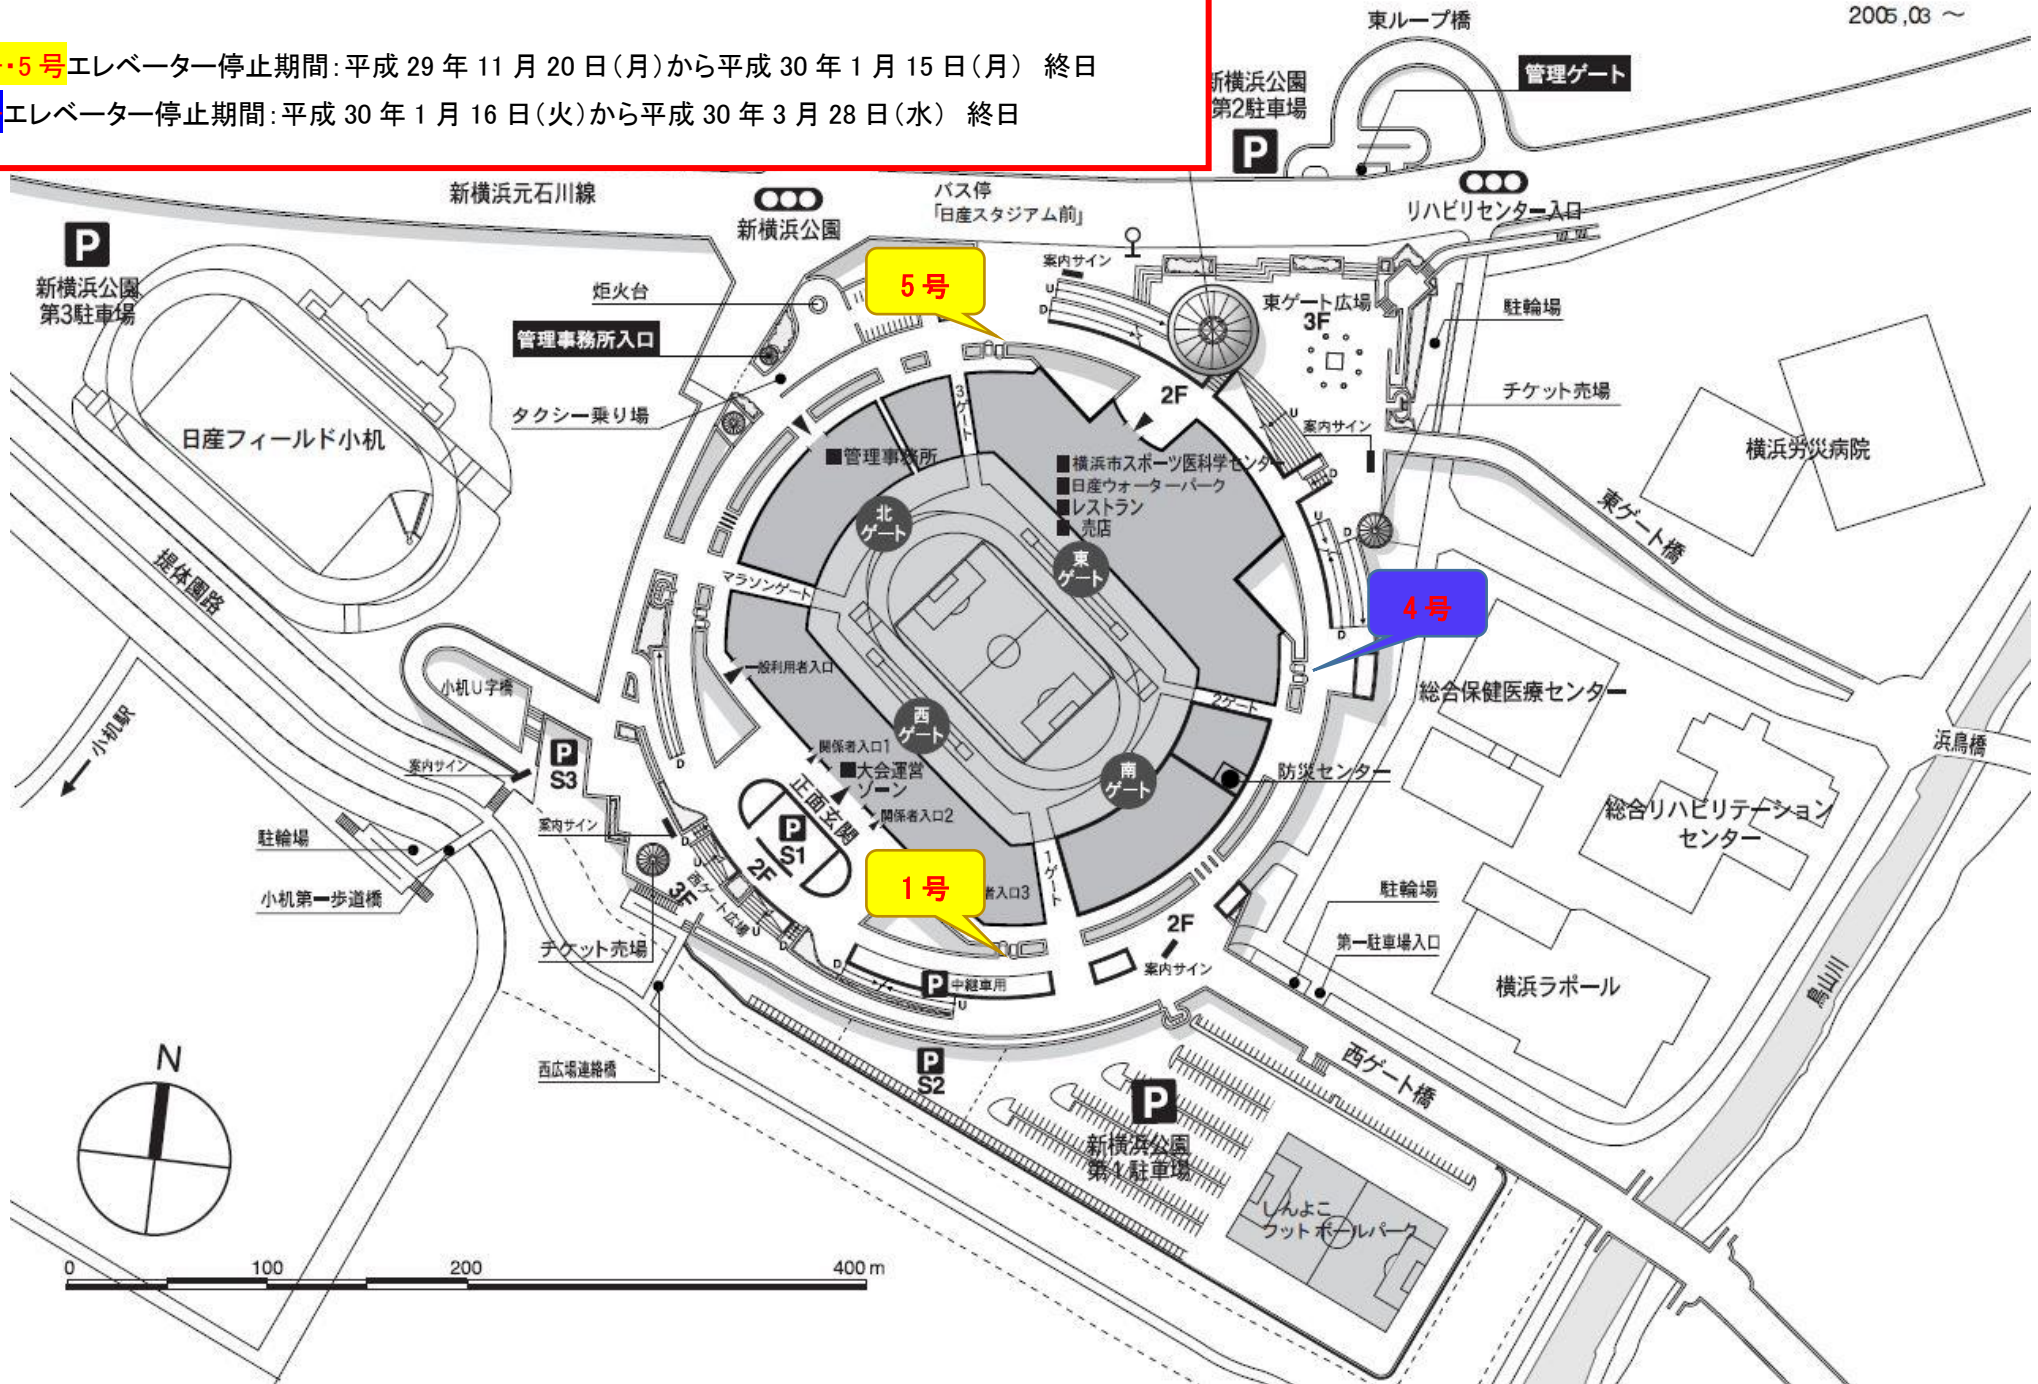 ・5 号エレベーター停止期間：平成 29 年 11 月 20 日（月）から平成 30 年 1 月 15 日（月） 終日
エレベーター停止期間：平成 30 年 1 月 16 日（火）から平成 30 年 3 月 28 日（水） 終日
2005,03 ～
東ループ橋
管理ゲート
新横浜公園
第2駐車場
P
新横浜元石川線
新横浜公園
バス停
「日産スタジアム前」
リハビリセンター入口
P
新横浜公園
第3駐車場
炬火台
管理事務所入口
タクシー乗り場
5 号
案内サイン
U
D
東ゲート広場
3F
駐輪場
チケット売場
2F
3ゲート
U
案内サイン
D
日産フィールド小机
■管理事務所
■横浜市スポーツ医科学センター
■日産ウォーターパーク
■レストラン
■ 売店
横浜労災病院
東ゲート橋
北
ゲート
東
ゲート
U
D
D
マラソンゲート
4 号
堤体園路
一般利用者入口
小机U字橋
西
ゲート
2ゲート
総合保健医療センター
浜鳥橋
小机駅
案内サイン
P
S3
D
関係者入口1
■大会運営
ゾーン
関係者入口2
正面玄関
南
ゲート
防災センター
総合リハビリテーション
センター
駐輪場
小机第一歩道橋
案内サイン
D
U
P
S1
2F
3F
西ゲート広場
U
D
1 号
者入口3
1ゲート
2F
案内サイン
駐輪場
第一駐車場入口
横浜ラポール
鳥山川
チケット売場
D
P 中継車用
U
西広場連絡橋
P
S2
西ゲート橋
P
新横浜公園
第1駐車場
しんよこ
フットボールパーク
N
0 100 200 400 m